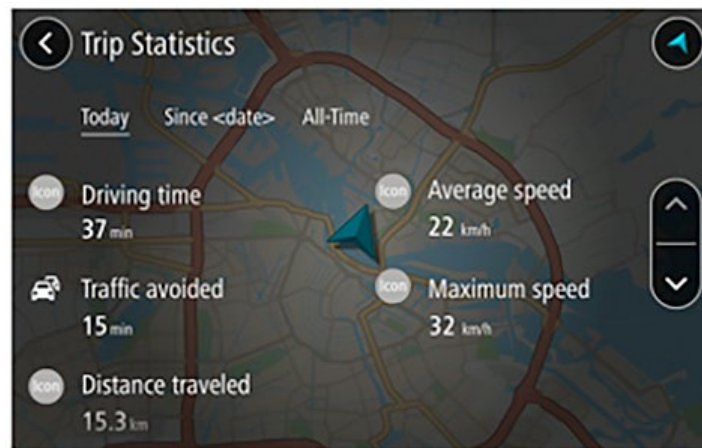 Trip Statistics
Today Since <date> All-Time
Icon Driving time
37 min
Icon Average speed
22 km/h
Traffic avoided
15 min
Icon Maximum speed
32 km/h
Icon Distance traveled
15.3 km